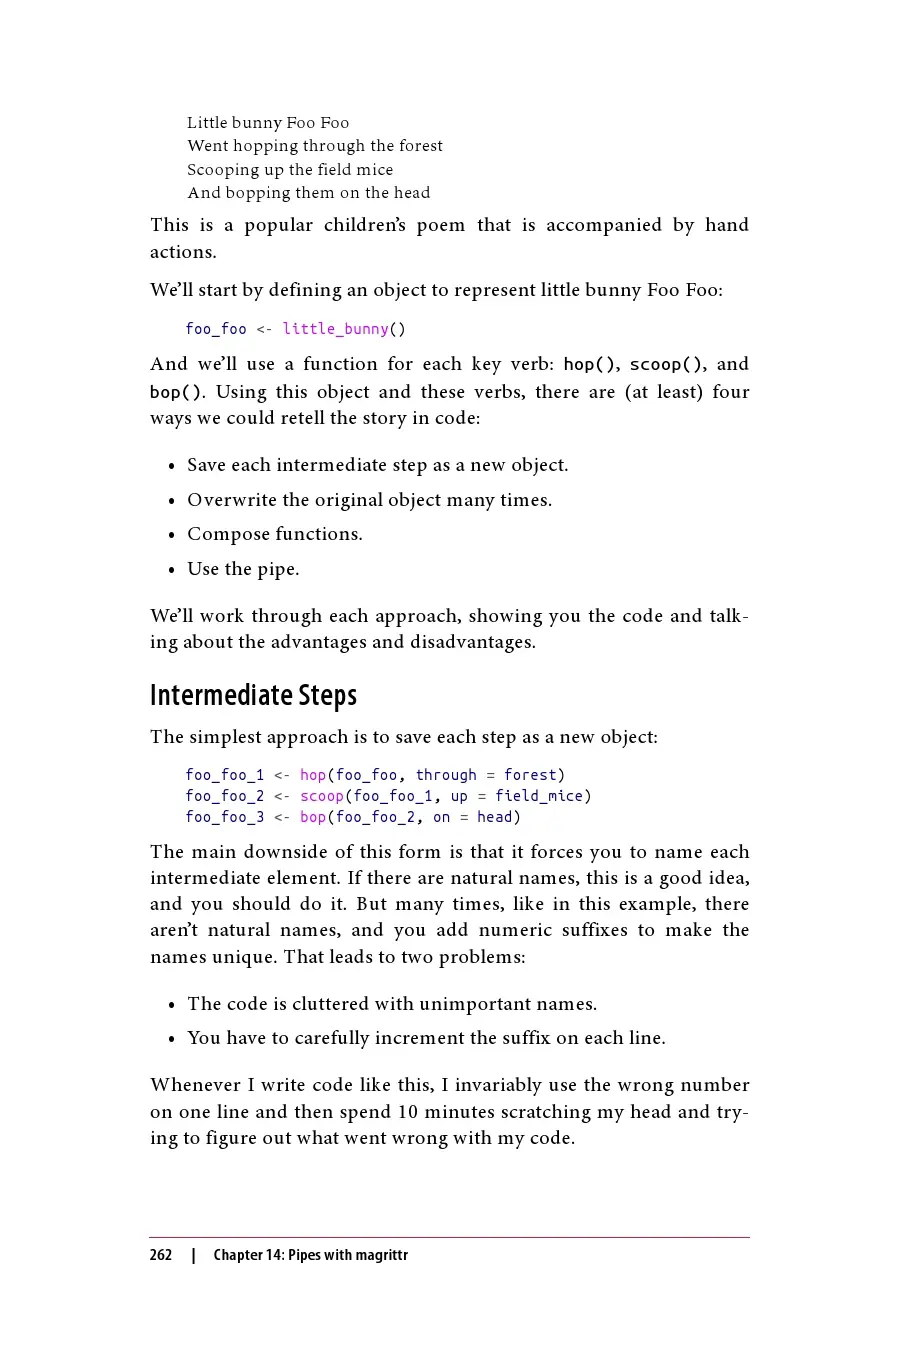 Little bunny Foo Foo
Went hopping through the forest
Scooping up the field mice
And bopping them on the head
This is a popular children’s poem that is accompanied by hand
actions.
We’ll start by defining an object to represent little bunny Foo Foo:
foo_foo <- little_bunny()
And we’ll use a function for each key verb: hop(), scoop(), and
bop(). Using this object and these verbs, there are (at least) four
ways we could retell the story in code:
• Save each intermediate step as a new object.
• Overwrite the original object many times.
• Compose functions.
• Use the pipe.
We’ll work through each approach, showing you the code and talk-
ing about the advantages and disadvantages.
Intermediate Steps
The simplest approach is to save each step as a new object:
foo_foo_1 <- hop(foo_foo, through = forest)
foo_foo_2 <- scoop(foo_foo_1, up = field_mice)
foo_foo_3 <- bop(foo_foo_2, on = head)
The main downside of this form is that it forces you to name each
intermediate element. If there are natural names, this is a good idea,
and you should do it. But many times, like in this example, there
aren’t natural names, and you add numeric suffixes to make the
names unique. That leads to two problems:
• The code is cluttered with unimportant names.
• You have to carefully increment the suffix on each line.
Whenever I write code like this, I invariably use the wrong number
on one line and then spend 10 minutes scratching my head and try-
ing to figure out what went wrong with my code.
262 | Chapter 14: Pipes with magrittr